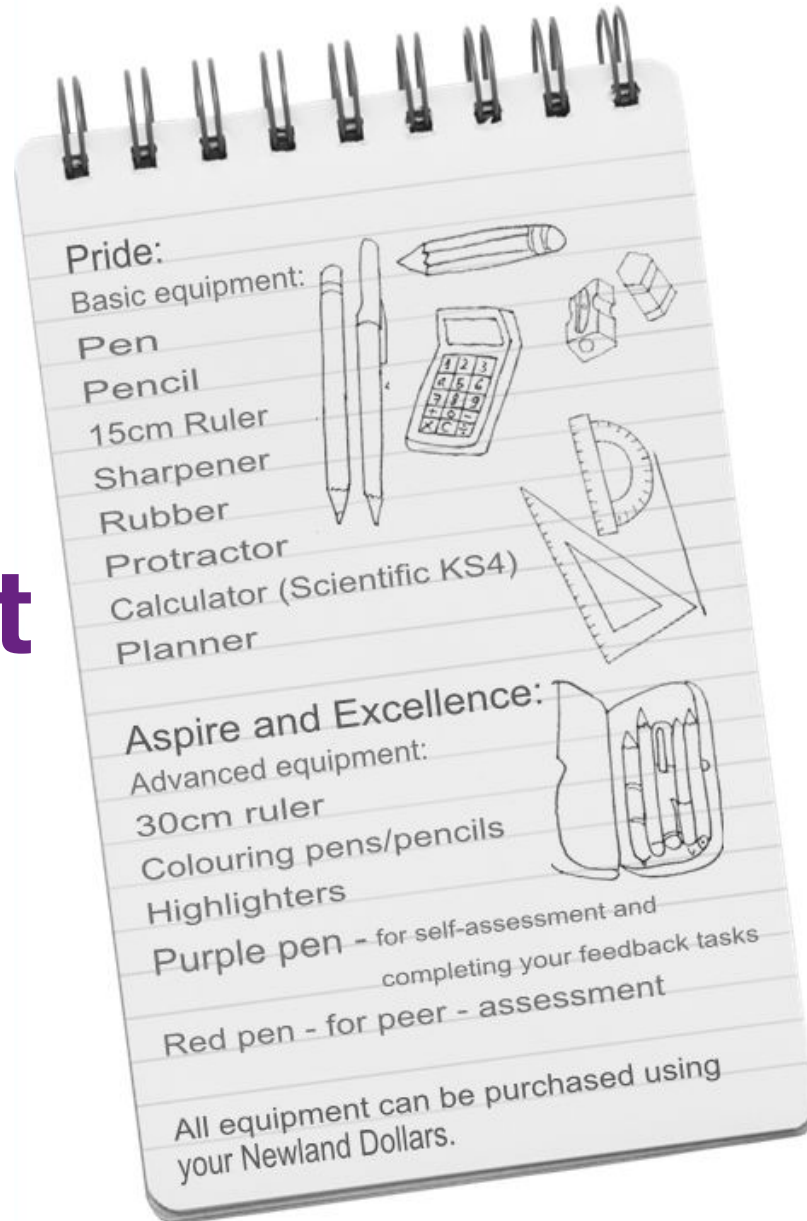 Pride:
Basic equipment:
Pen
Pencil
15cm Ruler
Sharpener
Rubber
Protractor
Calculator (Scientific KS4)
Planner
t
Aspire and Excellence:
Advanced equipment:
30cm ruler
Colouring pens/pencils
Highlighters
Purple pen - for self-assessment and
completing your feedback tasks
Red pen - for peer - assessment
All equipment can be purchased using
your Newland Dollars.